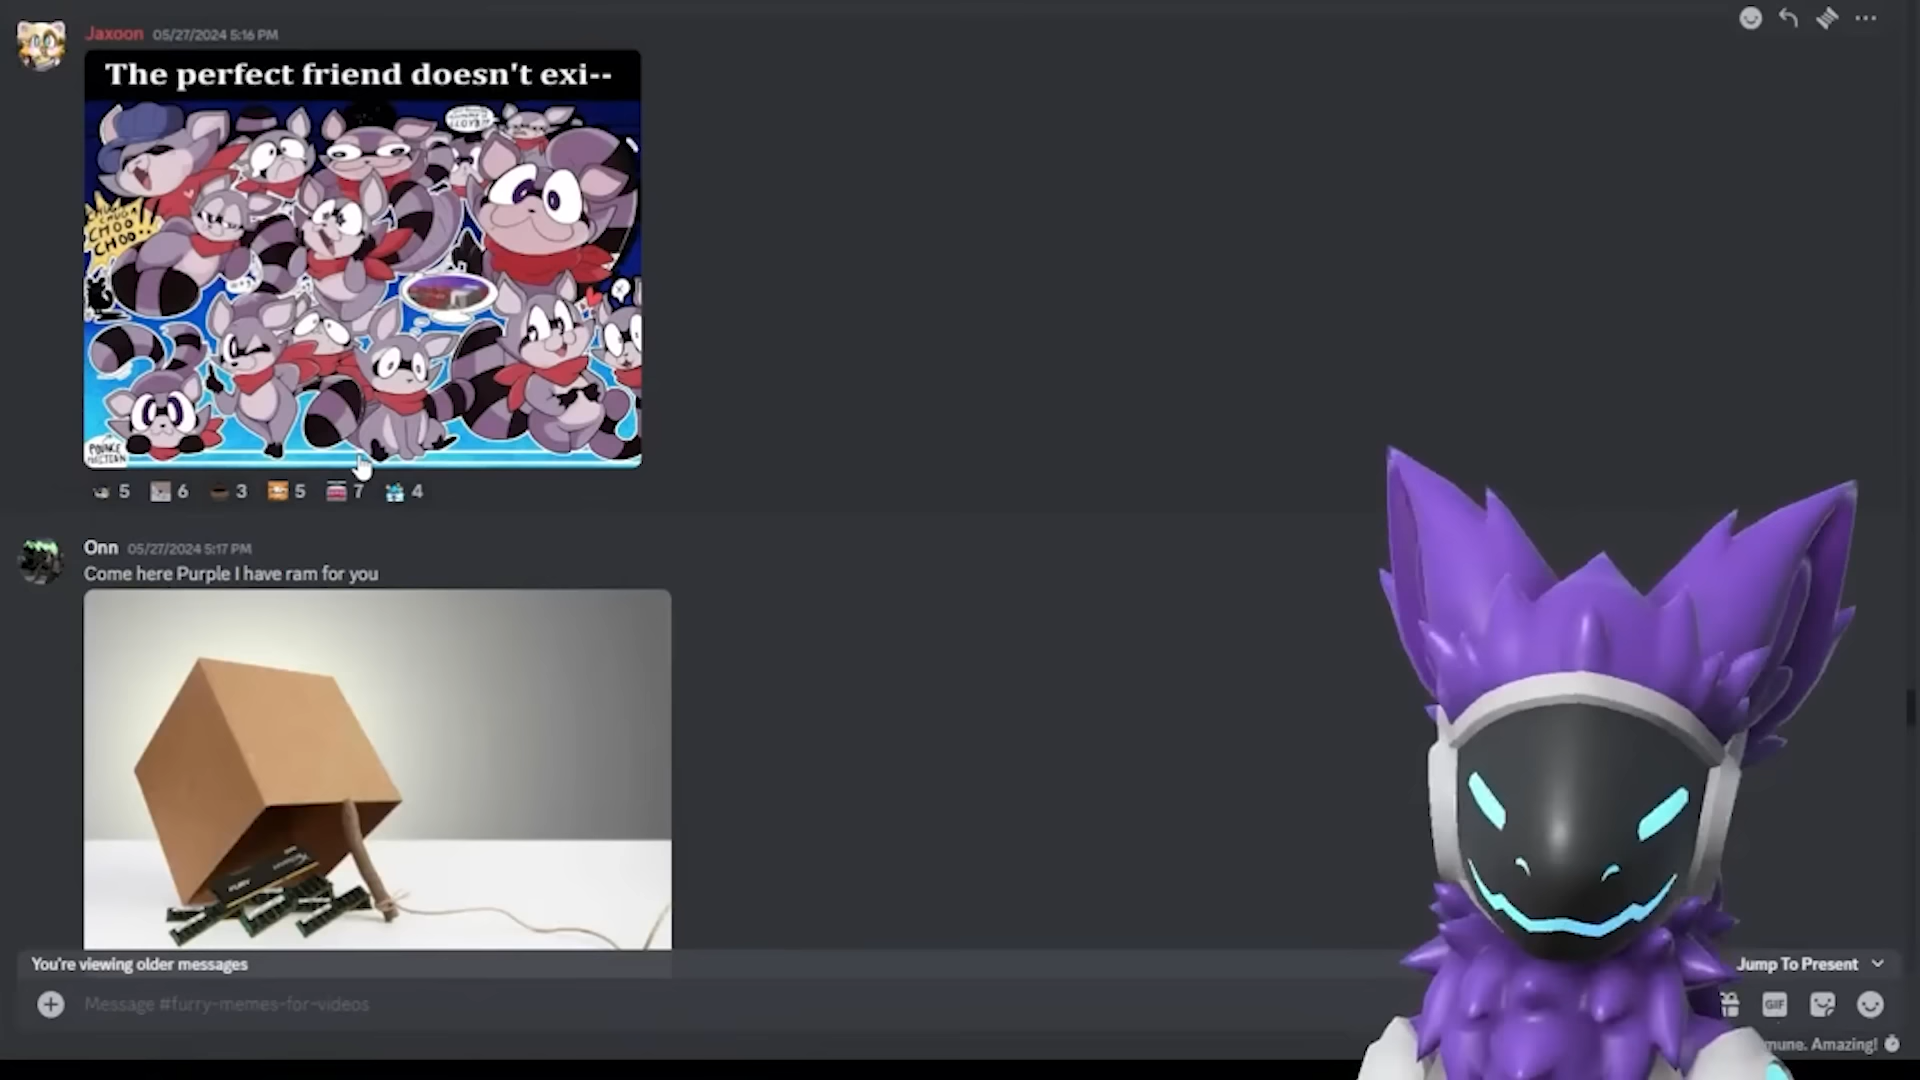 Jaxoon 05/27/2024 5:16 PM
The perfect friend doesn't exi--
CHOO
CHOO!!
5 6 3 5 7 4
Onn 05/27/2024 5:17 PM
Come here Purple I have ram for you
FURY
You're viewing older messages
Jump To Present
Message #furry-memes-for-videos
GIF
mune. Amazing!